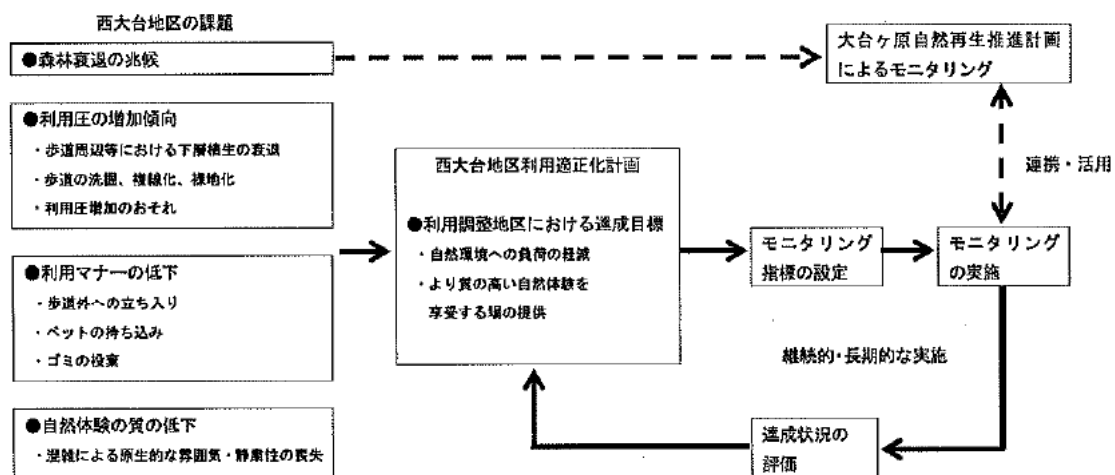 西大台地区の課題
●森林衰退の兆候
●利用圧の増加傾向
・歩道周辺等における下層植生の衰退
・歩道の洗掘、複線化、裸地化
・利用圧増加のおそれ
●利用マナーの低下
・歩道外への立ち入り
・ペットの持ち込み
・ゴミの投棄
●自然体験の質の低下
・混雑による原生的な雰囲気・静粛性の喪失
西大台地区利用適正化計画
●利用調整地区における達成目標
・自然環境への負荷の軽減
・より質の高い自然体験を
享受する場の提供
モニタリング
指標の設定
モニタリング
の実施
大台ヶ原自然再生推進計画
によるモニタリング
連携・活用
継続的・長期的な実施
達成状況の
評価